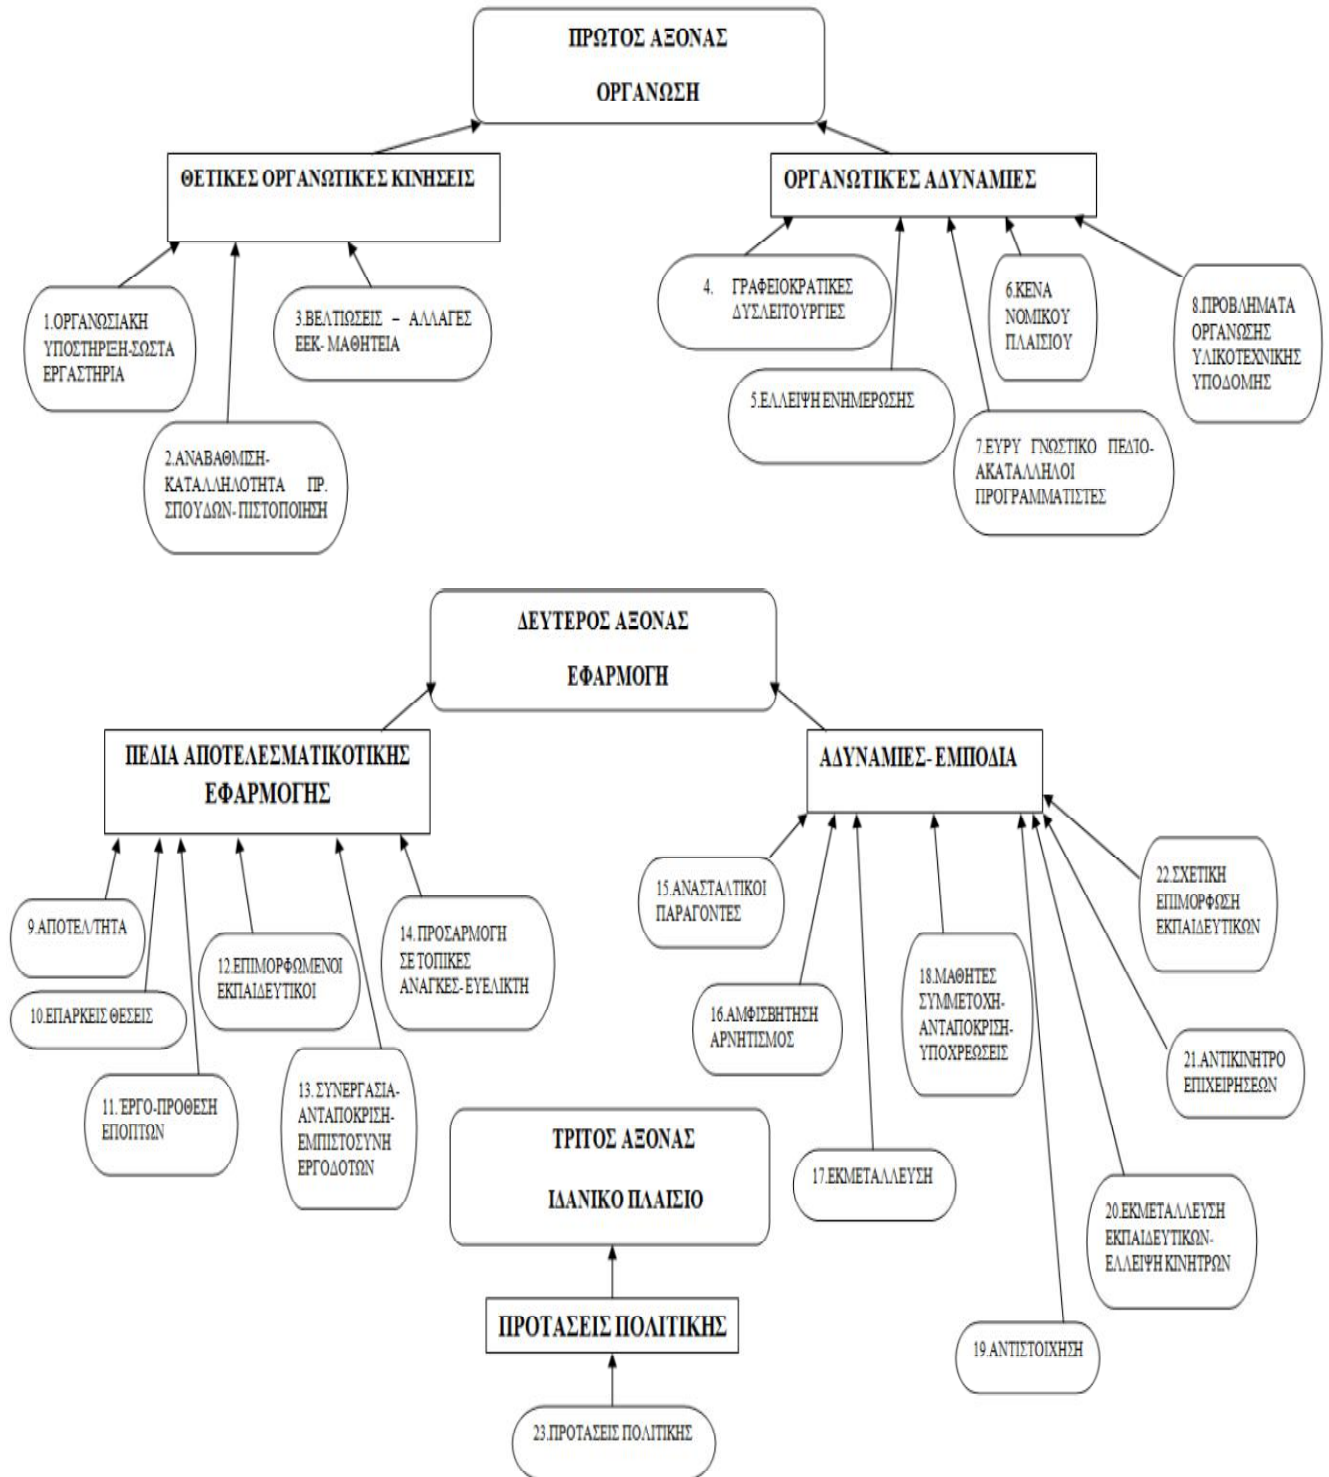 ΠΡΩΤΟΣ ΑΞΟΝΑΣ
ΟΡΓΑΝΩΣΗ
ΘΕΤΙΚΕΣ ΟΡΓΑΝΩΤΙΚΕΣ ΚΙΝΗΣΕΙΣ
ΟΡΓΑΝΩΤΙΚΈΣ ΑΔΥΝΑΜΙΕΣ
1.ΟΡΓΑΝΩΣΙΑΚΗ
ΥΠΟΣΤΗΡΙΞΗ-ΣΩΣΤΑ
ΕΡΓΑΣΤΗΡΙΑ
2.ΑΝΑΒΑΘΜΙΣΗ-
ΚΑΤΑΛΛΗΛΟΤΗΤΑ ΠΡ.
ΣΠΟΥΔΩΝ- ΠΙΣΤΟΠΟΙΗΣΗ
3.ΒΕΛΤΙΩΣΕΙΣ – ΑΛΛΑΓΕΣ
ΕΕΚ- ΜΑΘΗΤΕΙΑ
4. ΓΡΑΦΕΙΟΚΡΑΤΙΚΕΣ
ΔΥΣΛΕΙΤΟΥΡΓΙΕΣ
5.ΕΛΛΕΙΨΗ ΕΝΗΜΕΡΩΣΗΣ
6.ΚΕΝΑ
ΝΟΜΙΚΟΥ
ΠΛΑΙΣΙΟΥ
7.ΕΥΡΥ ΓΝΩΣΤΙΚΟ ΠΕΔΊΟ-
ΑΚΑΤΑΛΛΗΛΟΙ
ΠΡΟΓΡΑΜΜΑΤΙΣΤΕΣ
8.ΠΡΟΒΛΗΜΑΤΑ
ΟΡΓΑΝΩΣΗΣ
ΥΛΙΚΟΤΕΧΝΙΚΗΣ
ΥΠΟΔΟΜΗΣ
ΔΕΥΤΕΡΟΣ ΑΞΟΝΑΣ
ΕΦΑΡΜΟΓΗ
ΠΕΔΙΑ ΑΠΟΤΕΛΕΣΜΑΤΙΚΟΤΙΚΗΣ
ΕΦΑΡΜΟΓΗΣ
ΑΔΥΝΑΜΙΕΣ- ΕΜΠΟΔΙΑ
9.ΑΠΟΤΕΛ/ΤΗΤΑ
10.ΕΠΑΡΚΕΙΣ ΘΕΣΕΙΣ
11. ΈΡΓΟ-ΠΡΟΘΕΣΗ
ΕΠΟΠΤΩΝ
12.ΕΠΙΜΟΡΦΩΜΕΝΟΙ
ΕΚΠΑΙΔΕΥΤΙΚΟΙ
13. ΣΥΝΕΡΓΑΣΙΑ-
ΑΝΤΑΠΟΚΡΙΣΗ-
ΕΜΠΙΣΤΟΣΥΝΗ
ΕΡΓΟΔΟΤΩΝ
14. ΠΡΟΣΑΡΜΟΓΗ
ΣΕ ΤΟΠΙΚΕΣ
ΑΝΑΓΚΕΣ- ΕΥΕΛΙΚΤΗ
15.ΑΝΑΣΤΑΛΤΙΚΟΙ
ΠΑΡΑΓΟΝΤΕΣ
16.ΑΜΦΙΣΒΗΤΗΣΗ
ΑΡΝΗΤΙΣΜΟΣ
17.ΕΚΜΕΤΑΛΛΕΥΣΗ
18.ΜΑΘΗΤΕΣ
ΣΥΜΜΕΤΟΧΗ-
ΑΝΤΑΠΟΚΡΙΣΗ-
ΥΠΟΧΡΕΩΣΕΙΣ
19.ΑΝΤΙΣΤΟΙΧΗΣΗ
20.ΕΚΜΕΤΑΛΛΕΥΣΗ
ΕΚΠΑΙΔΕΥΤΙΚΩΝ-
ΕΛΛΕΙΨΗ ΚΙΝΗΤΡΩΝ
21.ΑΝΤΙΚΙΝΗΤΡΟ
ΕΠΙΧΕΙΡΗΣΕΩΝ
22.ΣΧΕΤΙΚΗ
ΕΠΙΜΟΡΦΩΣΗ
ΕΚΠΑΙΔΕΥΤΙΚΩΝ
ΤΡΙΤΟΣ ΑΞΟΝΑΣ
ΙΔΑΝΙΚΟ ΠΛΑΙΣΙΟ
ΠΡΟΤΑΣΕΙΣ ΠΟΛΙΤΙΚΗΣ
23.ΠΡΟΤΑΣΕΙΣ ΠΟΛΙΤΙΚΗΣ